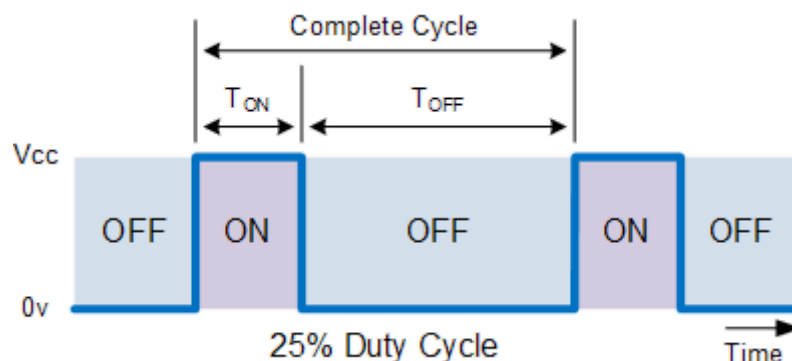 Complete Cycle
TON TOFF
Vcc
OFF ON OFF ON OFF
0v
25% Duty Cycle
Time